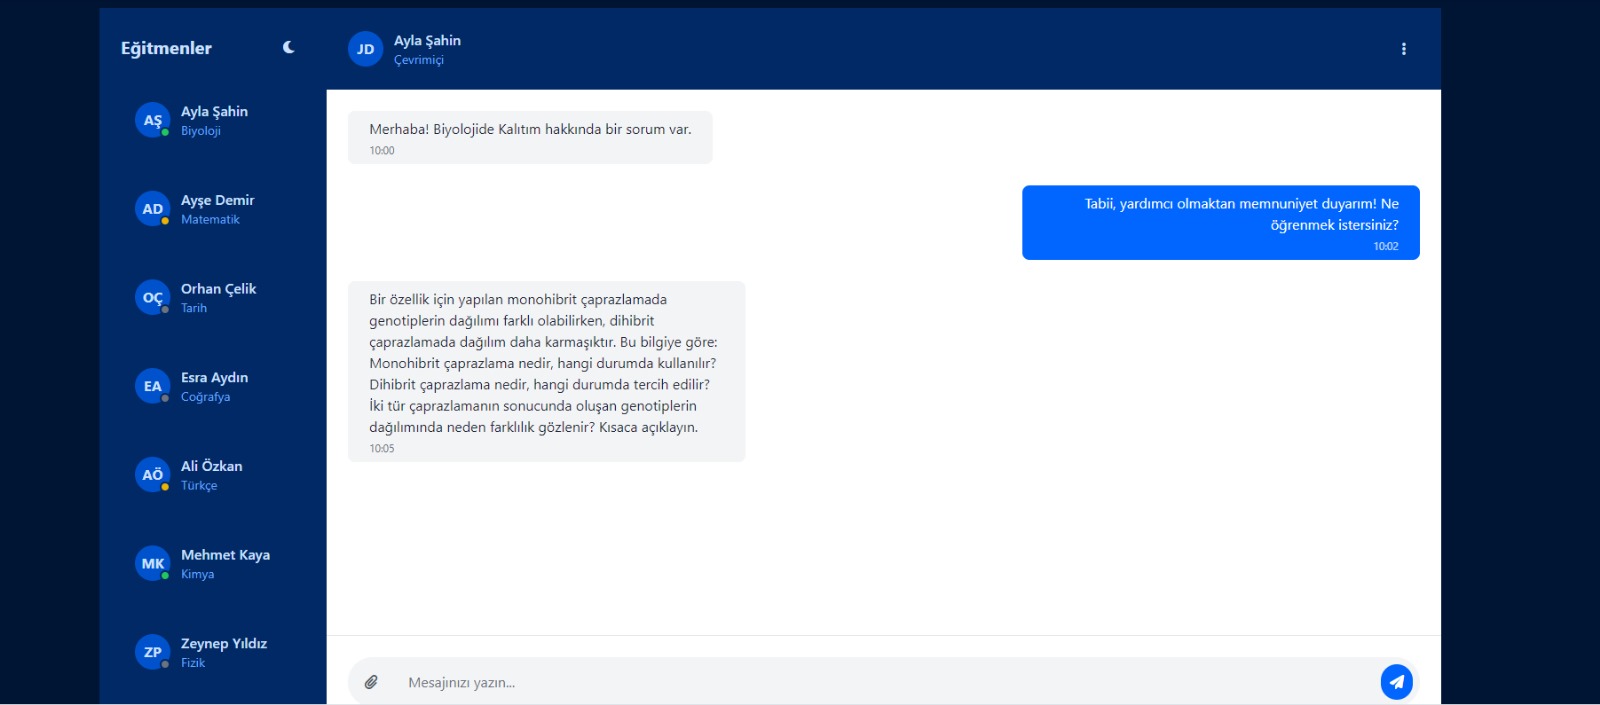 Eğitmenler
AŞ
Ayla Şahin
Biyoloji
AD
Ayşe Demir
Matematik
OÇ
Orhan Çelik
Tarih
EA
Esra Aydın
Coğrafya
AÖ
Ali Özkan
Türkçe
MK
Mehmet Kaya
Kimya
ZP
Zeynep Yıldız
Fizik
JD
Ayla Şahin
Çevrimiçi
Merhaba! Biyolojide Kalıtım hakkında bir sorum var.
10:00
Tabii, yardımcı olmaktan memnuniyet duyarım! Ne
öğrenmek istersiniz?
10:02
Bir özellik için yapılan monohibrit çaprazlamada
genotiplerin dağılımı farklı olabilirken, dihibrit
çaprazlamada dağılım daha karmaşıktır. Bu bilgiye göre:
Monohibrit çaprazlama nedir, hangi durumda kullanılır?
Dihibrit çaprazlama nedir, hangi durumda tercih edilir?
İki tür çaprazlamanın sonucunda oluşan genotiplerin
dağılımında neden farklılık gözlenir? Kısaca açıklayın.
10:05
Mesajınızı yazın...